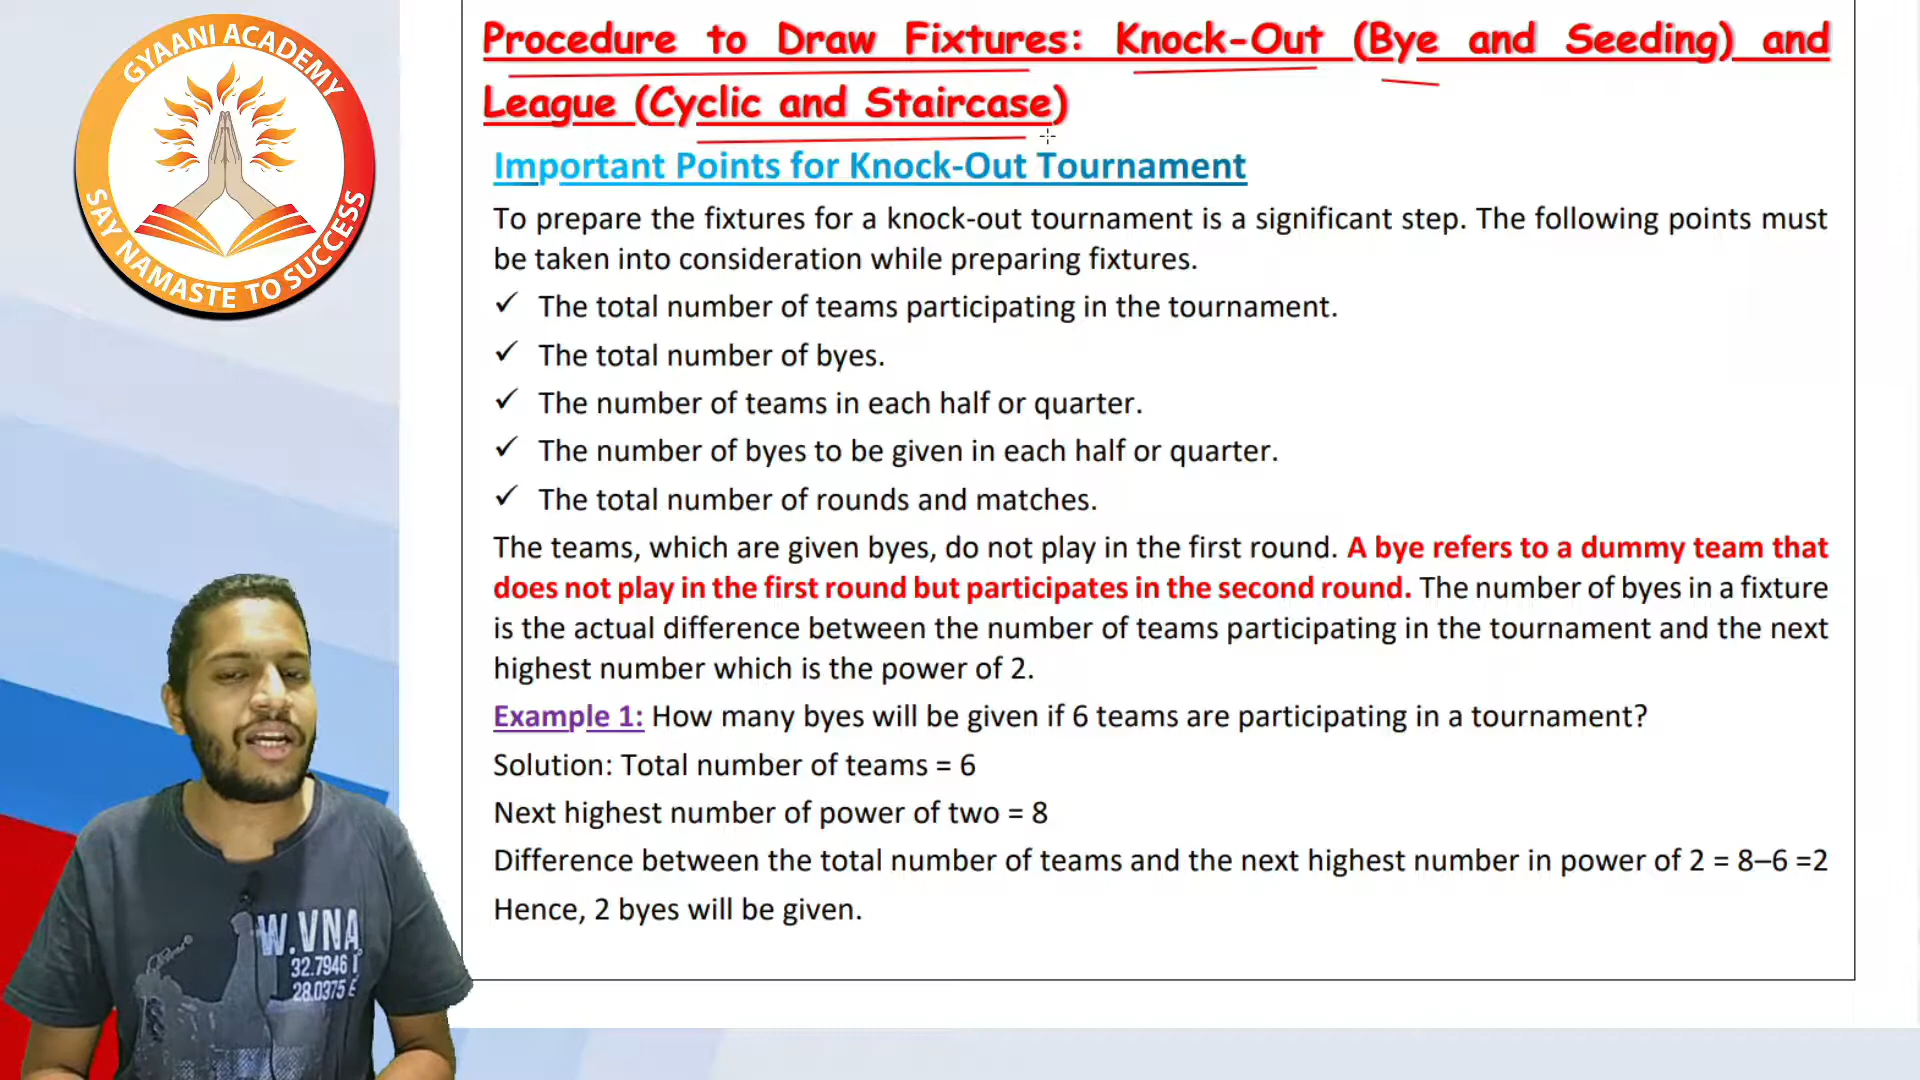 GYAANI ACADEMY
SAY NAMASTE TO SUCCESS
Procedure to Draw Fixtures: Knock-Out (Bye and Seeding) and
League (Cyclic and Staircase)
Important Points for Knock-Out Tournament
To prepare the fixtures for a knock-out tournament is a significant step. The following points must
be taken into consideration while preparing fixtures.
✓ The total number of teams participating in the tournament.
✓ The total number of byes.
✓ The number of teams in each half or quarter.
✓ The number of byes to be given in each half or quarter.
✓ The total number of rounds and matches.
The teams, which are given byes, do not play in the first round. A bye refers to a dummy team that
does not play in the first round but participates in the second round. The number of byes in a fixture
is the actual difference between the number of teams participating in the tournament and the next
highest number which is the power of 2.
Example 1: How many byes will be given if 6 teams are participating in a tournament?
Solution: Total number of teams = 6
Next highest number of power of two = 8
Difference between the total number of teams and the next highest number in power of 2 = 8–6 =2
Hence, 2 byes will be given.
W.VNA
32.7946
28.0375 E